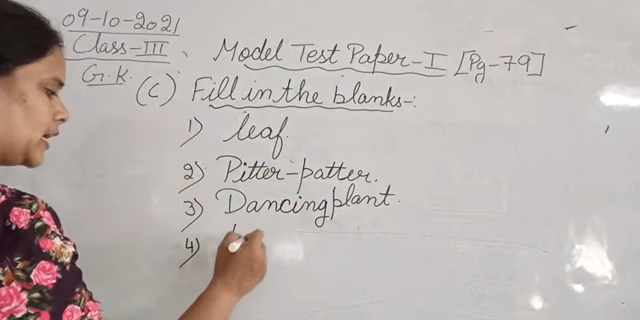 09-10-2021
Class-III
G.K.
Model Test Paper-I [Pg-79]
(C) Fill in the blanks-:
1) leaf.
2) Pitter-patter.
3) Dancing plant.
4)